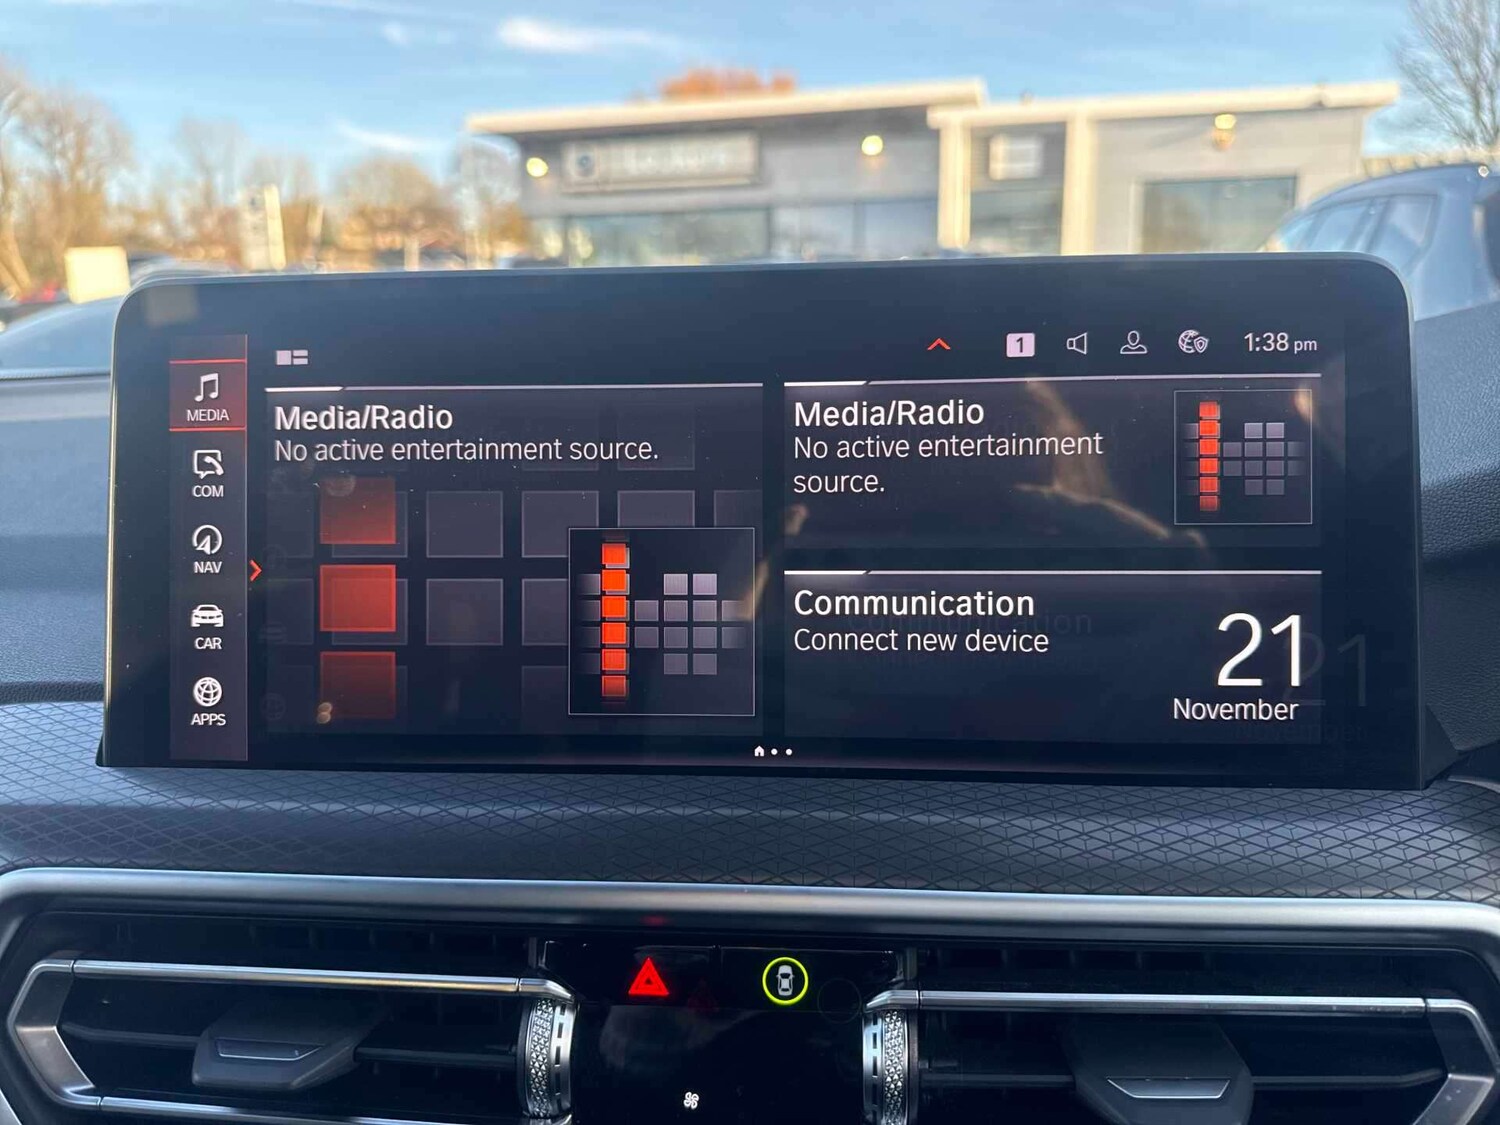 1
1:38 pm
MEDIA
COM
NAV
CAR
APPS
Media/Radio
No active entertainment source.
Media/Radio
No active entertainment
source.
Communication
Connect new device
21
November